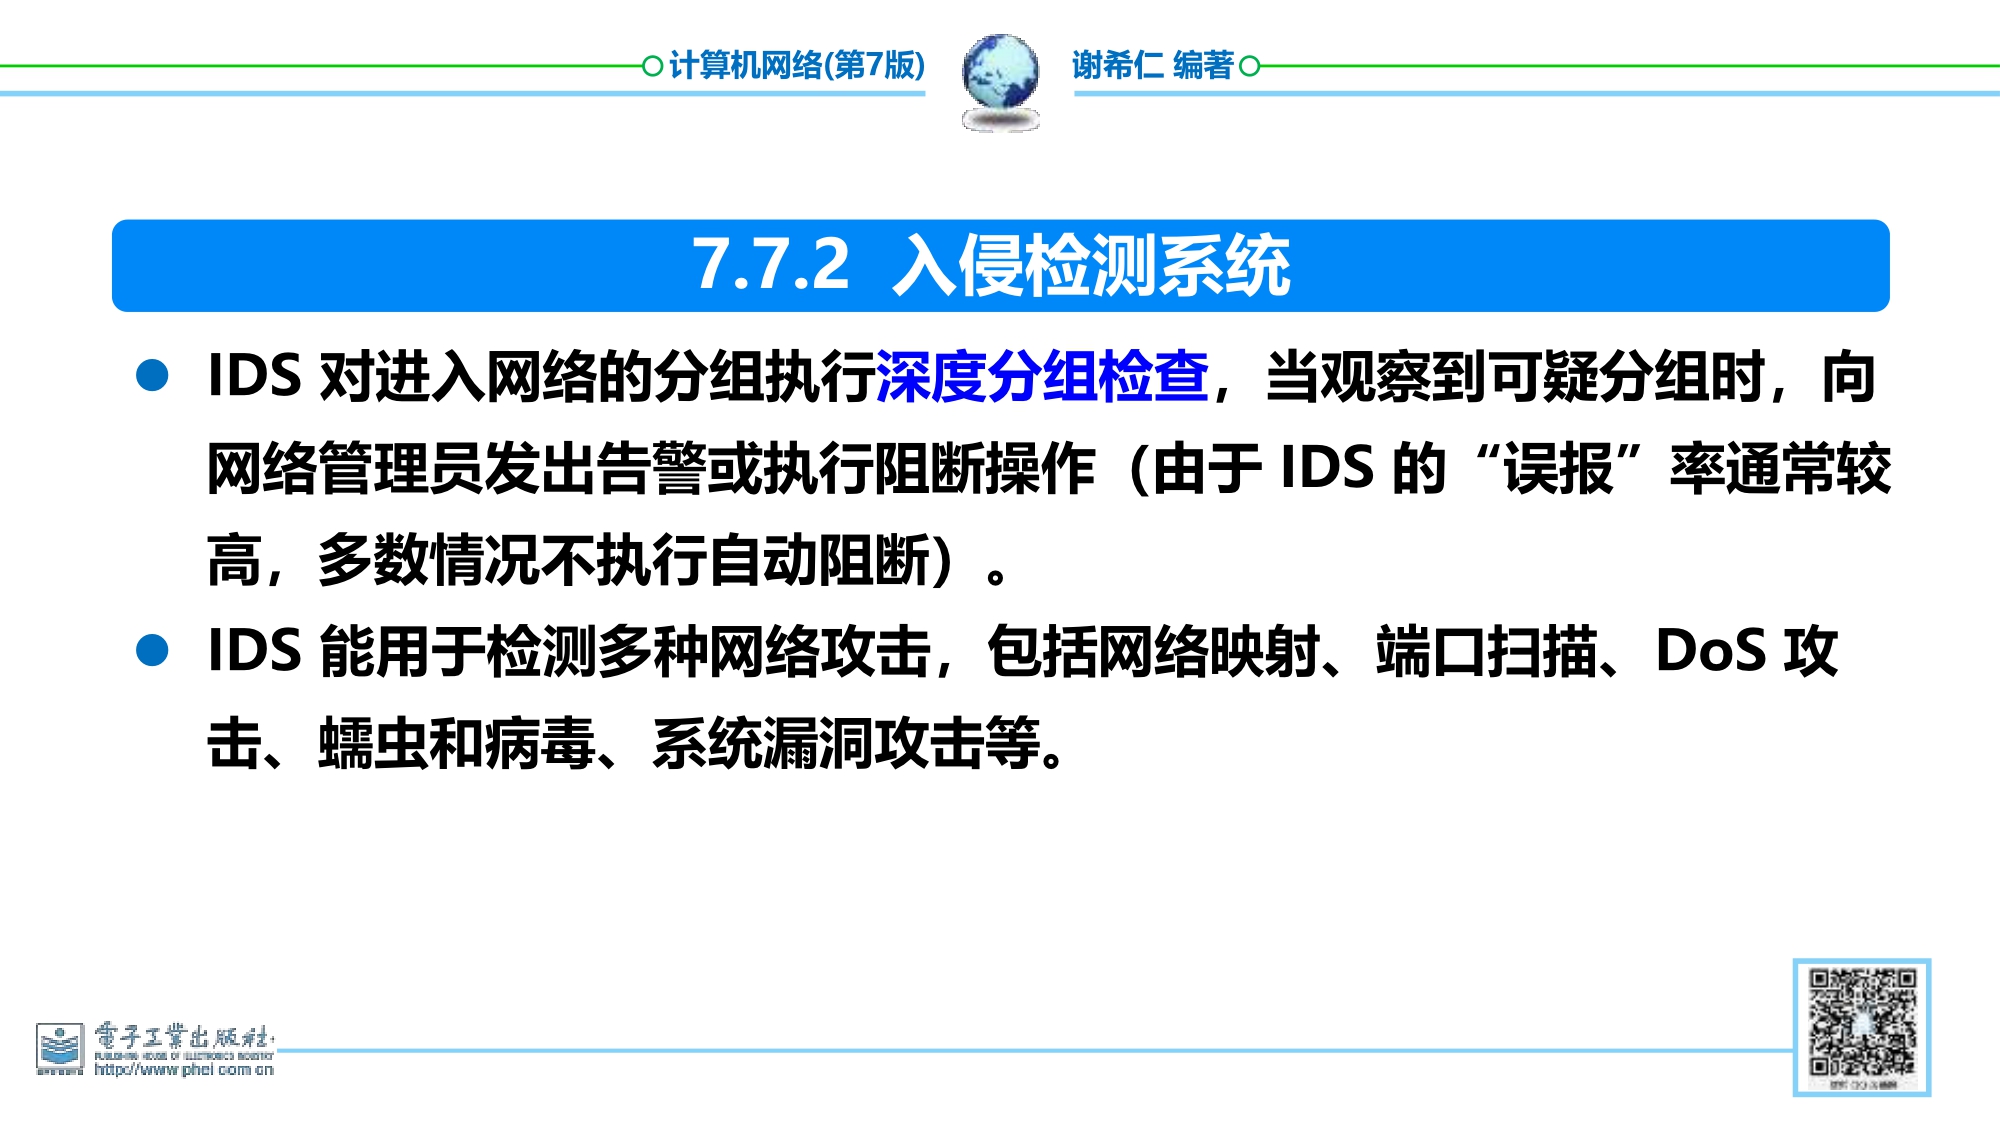 计算机网络(第7版)
谢希仁 编著
7.7.2 入侵检测系统
IDS 对进入网络的分组执行深度分组检查，当观察到可疑分组时，向
网络管理员发出告警或执行阻断操作（由于 IDS 的“误报”率通常较
高，多数情况不执行自动阻断）。
IDS 能用于检测多种网络攻击，包括网络映射、端口扫描、DoS 攻
击、蠕虫和病毒、系统漏洞攻击等。
電子工業出版社
PUBLISHING HOUSE OF ELECTRONICS INDUSTRY
http://www.phei.com.cn